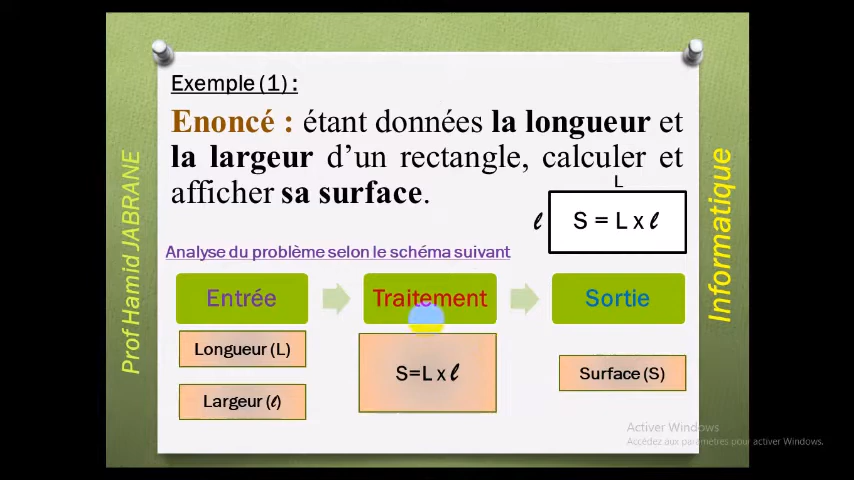 Exemple (1) :
Enoncé : étant données la longueur et
la largeur d’un rectangle, calculer et
afficher sa surface.
L
ℓ
S = L x ℓ
Analyse du problème selon le schéma suivant
Entrée
Traitement
Sortie
Longueur (L)
Largeur (ℓ)
S=L x ℓ
Surface (S)
Prof Hamid JABRANE
Informatique
Activer Windows
Accédez aux paramètres pour activer Windows.